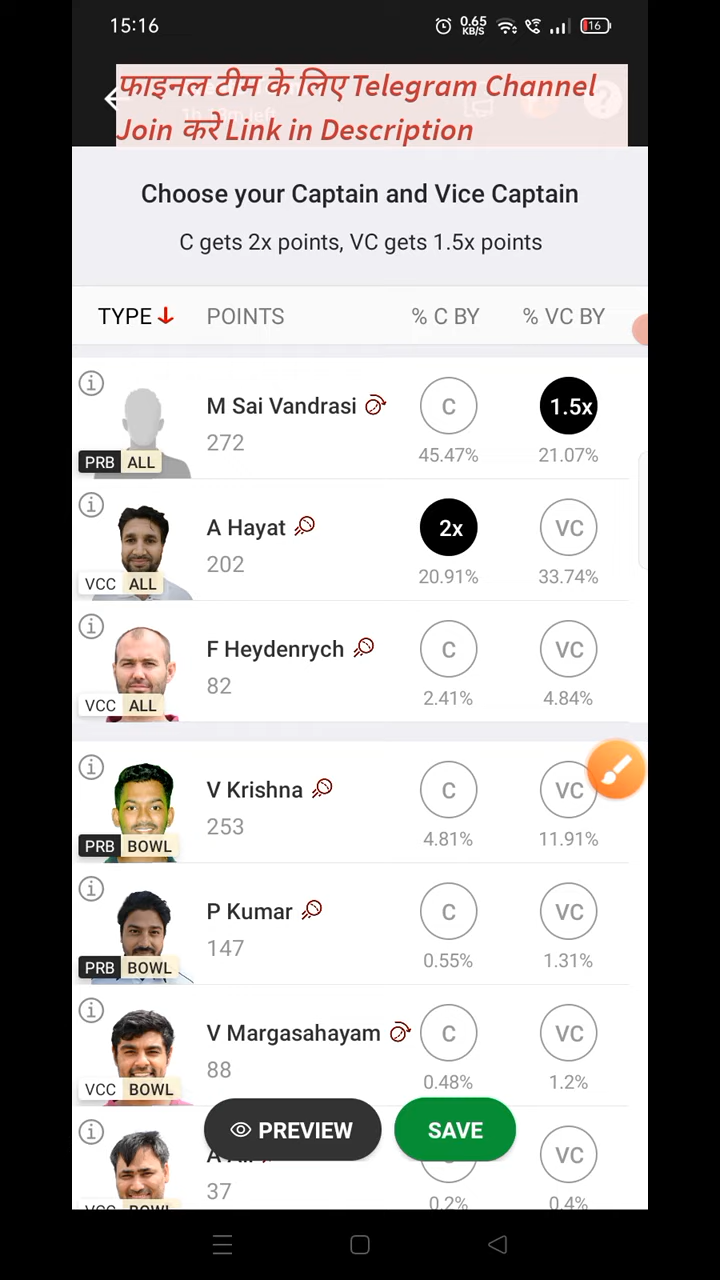 15:16
0.65 KB/S
16
फाइनल टीम के लिए Telegram Channel
Join करें Link in Description
Choose your Captain and Vice Captain
C gets 2x points, VC gets 1.5x points
TYPE POINTS % C BY % VC BY
M Sai Vandrasi C 1.5x
272
PRB ALL 45.47% 21.07%
A Hayat 2x VC
202
VCC ALL 20.91% 33.74%
F Heydenrych C VC
82
VCC ALL 2.41% 4.84%
V Krishna C VC
253
PRB BOWL 4.81% 11.91%
P Kumar C VC
147
PRB BOWL 0.55% 1.31%
V Margasahayam C VC
88
VCC BOWL 0.48% 1.2%
PREVIEW SAVE
VC
37
VCC BOWL 0.2% 0.4%